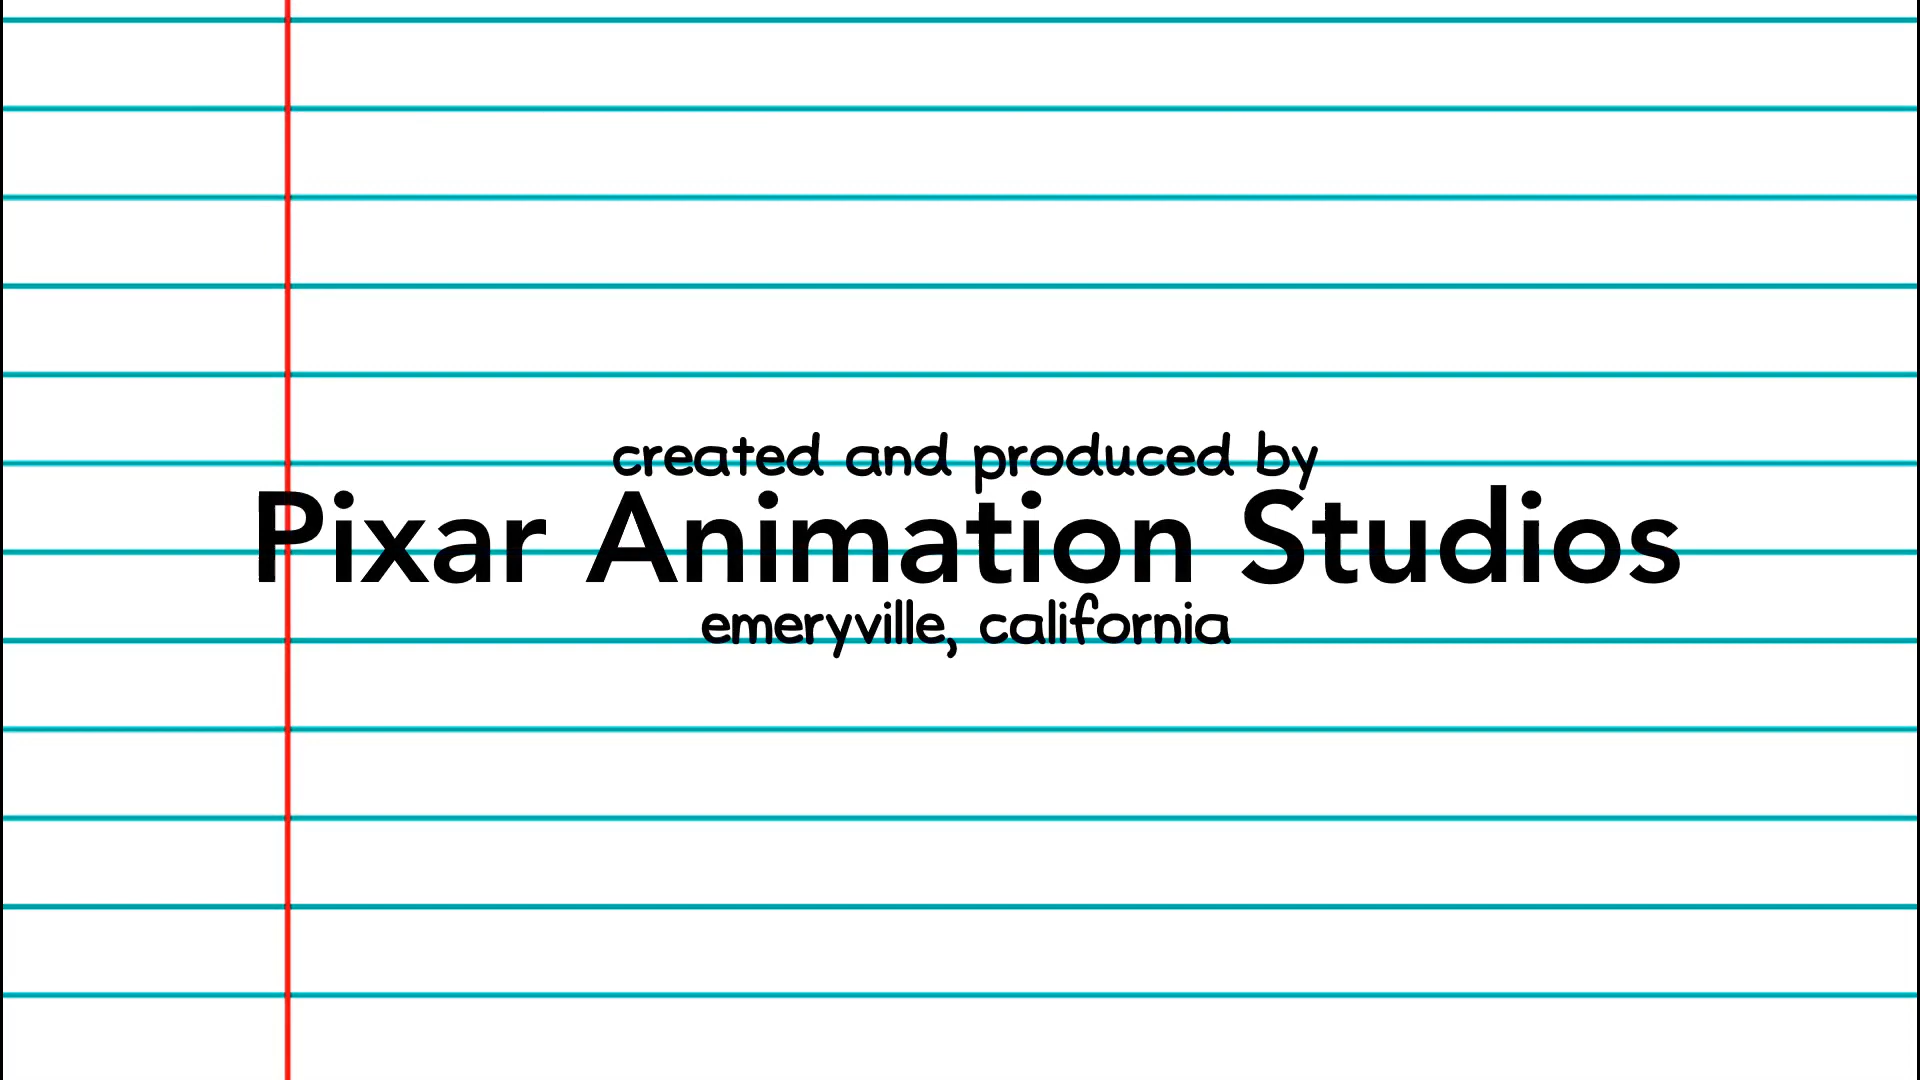 created and produced by
Pixar Animation Studios
emeryville, california